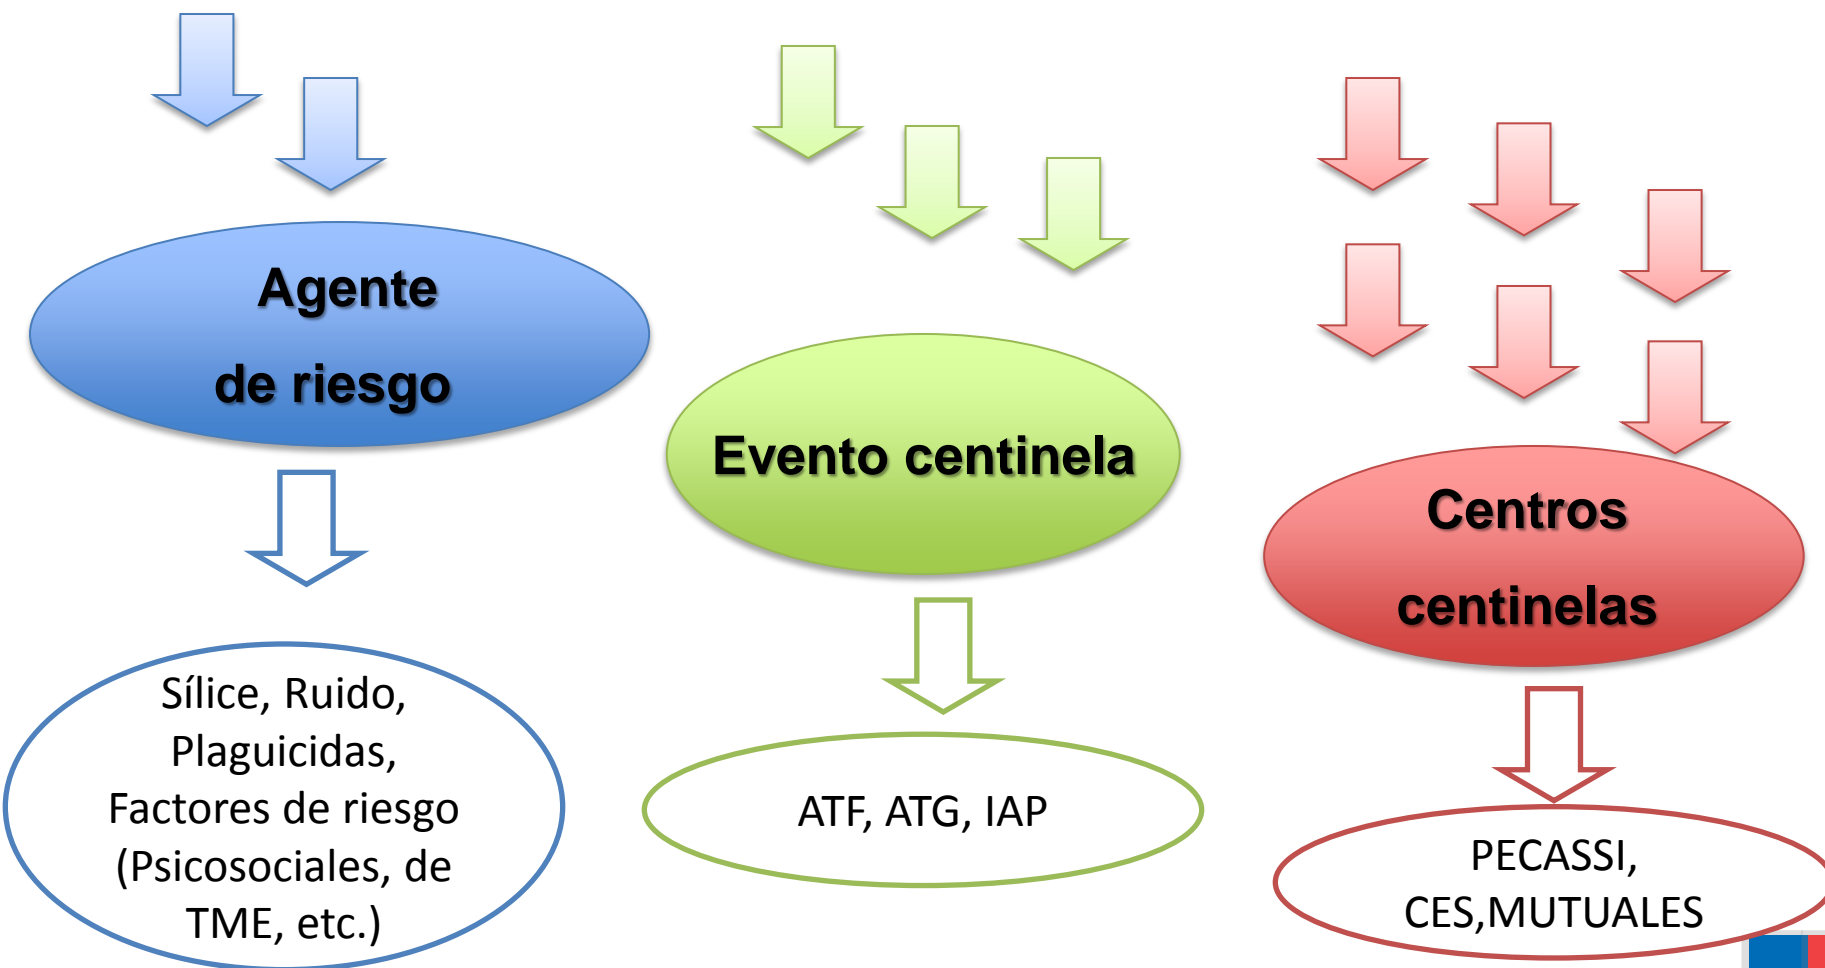 Agente
de riesgo
Sílice, Ruido,
Plaguicidas,
Factores de riesgo
(Psicosociales, de
TME, etc.)
Evento centinela
ATF, ATG, IAP
Centros
centinelas
PECASSI,
CES,MUTUALES